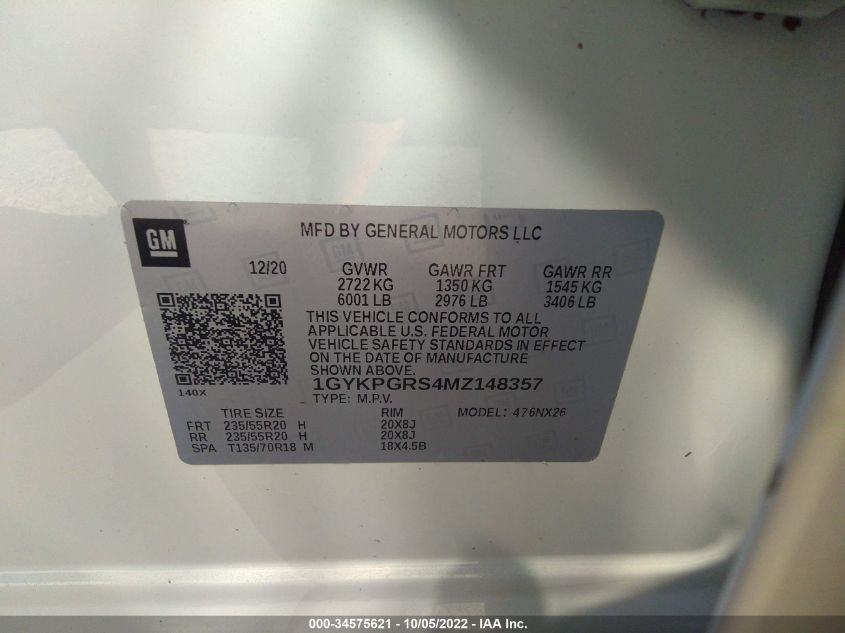 GM
MFD BY GENERAL MOTORS LLC
12/20 GVWR GAWR FRT GAWR RR
2722 KG 1350 KG 1545 KG
6001 LB 2976 LB 3406 LB
THIS VEHICLE CONFORMS TO ALL
APPLICABLE U.S. FEDERAL MOTOR
VEHICLE SAFETY STANDARDS IN EFFECT
ON THE DATE OF MANUFACTURE
SHOWN ABOVE.
140X
1GYKPGRS4MZ148357
TYPE: M.P.V.
TIRE SIZE RIM MODEL: 476NX26
FRT 235/55R20 H 20X8J
RR 235/55R20 H 20X8J
SPA T135/70R18 M 18X4.5B
000-34575621 - 10/05/2022 - IAA Inc.